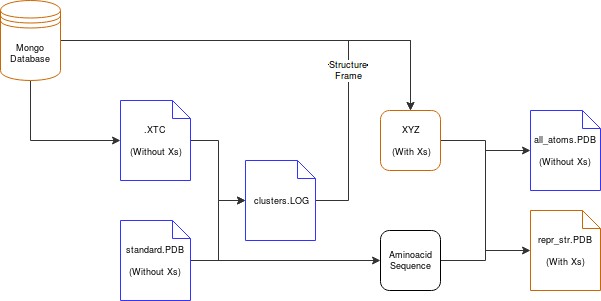 Mongo
Database
Structure
Frame
.XTC
(Without Xs)
XYZ
(With Xs)
all_atoms.PDB
(Without Xs)
clusters.LOG
standard.PDB
(Without Xs)
Aminoacid
Sequence
repr_str.PDB
(With Xs)